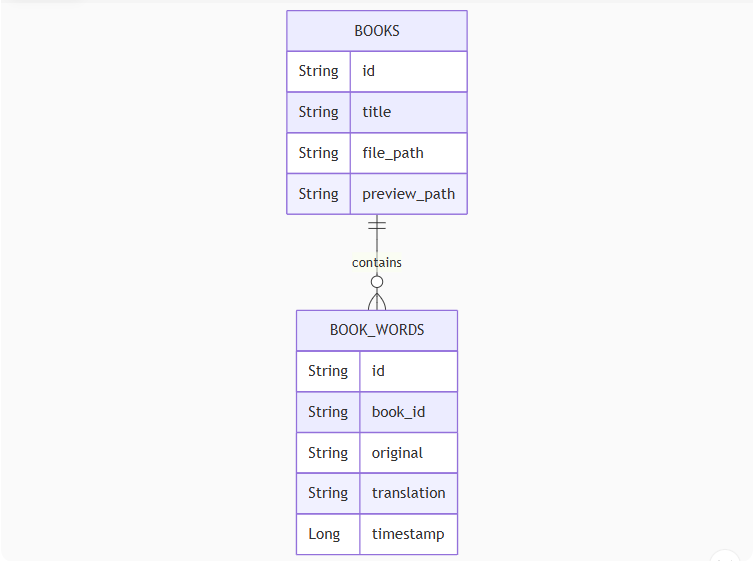 BOOKS
String id
String title
String file_path
String preview_path
contains
BOOK_WORDS
String id
String book_id
String original
String translation
Long timestamp